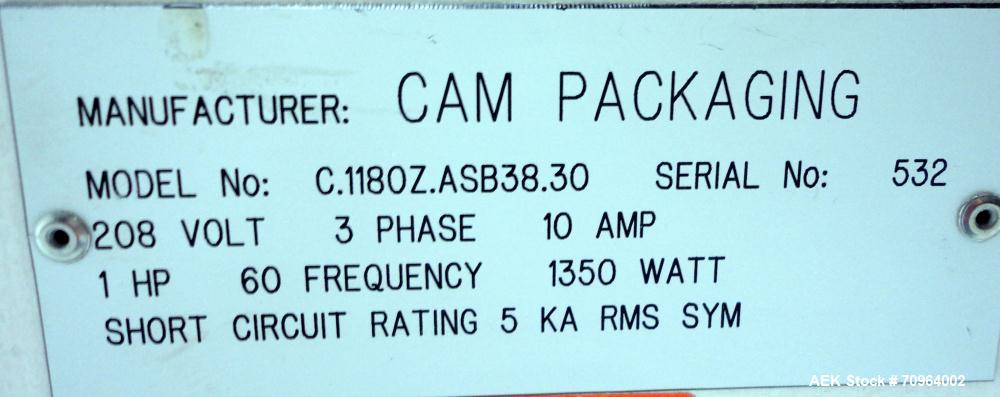 MANUFACTURER: CAM PACKAGING
MODEL No: C.1180Z.ASB38.30 SERIAL No: 532
208 VOLT 3 PHASE 10 AMP
1 HP 60 FREQUENCY 1350 WATT
SHORT CIRCUIT RATING 5 KA RMS SYM
AEK Stock # 70964002